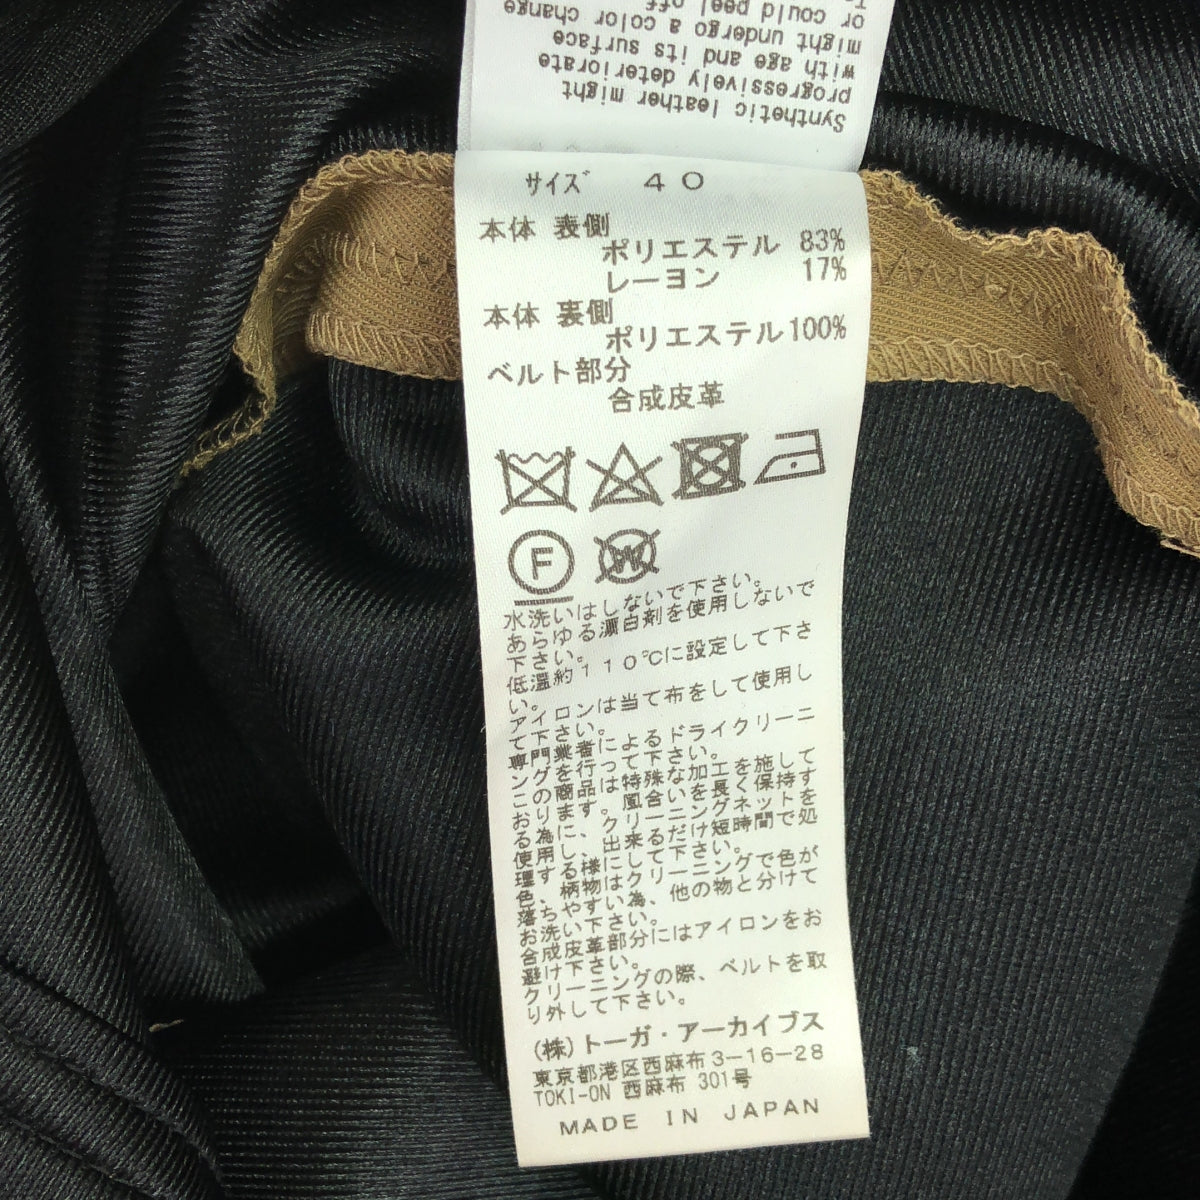 Synthetic leather might
progressively deteriorate
with age and its surface
might undergo a color change
or could peel off.
サイズ 40
本体 表側
ポリエステル 83%
レーヨン 17%
本体 裏側
ポリエステル 100%
ベルト部分
合成皮革
F
W
水洗いはしないで下さい。
あらゆる漂白剤を使用しないで
下さい。
低温約110℃に設定して下さ
い。
アイロンは当て布をして使用し
て下さい。
専門業者によるドライクリーニ
ングを行って下さい。
この商品は特殊な加工を施して
おります。風合いを長く保持す
る為に、クリーニングネットを
使用し、出来るだけ短時間で処
理する様にして下さい。
色、柄物はクリーニングで色が
落ちやすい為、他の物と分けて
お洗い下さい。
合成皮革部分にはアイロンをお
避け下さい。
クリーニングの際、ベルトを取
り外して下さい。
(株)トーガ・アーカイブス
東京都港区西麻布3-16-28
TOKI-ON 西麻布 301号
MADE IN JAPAN